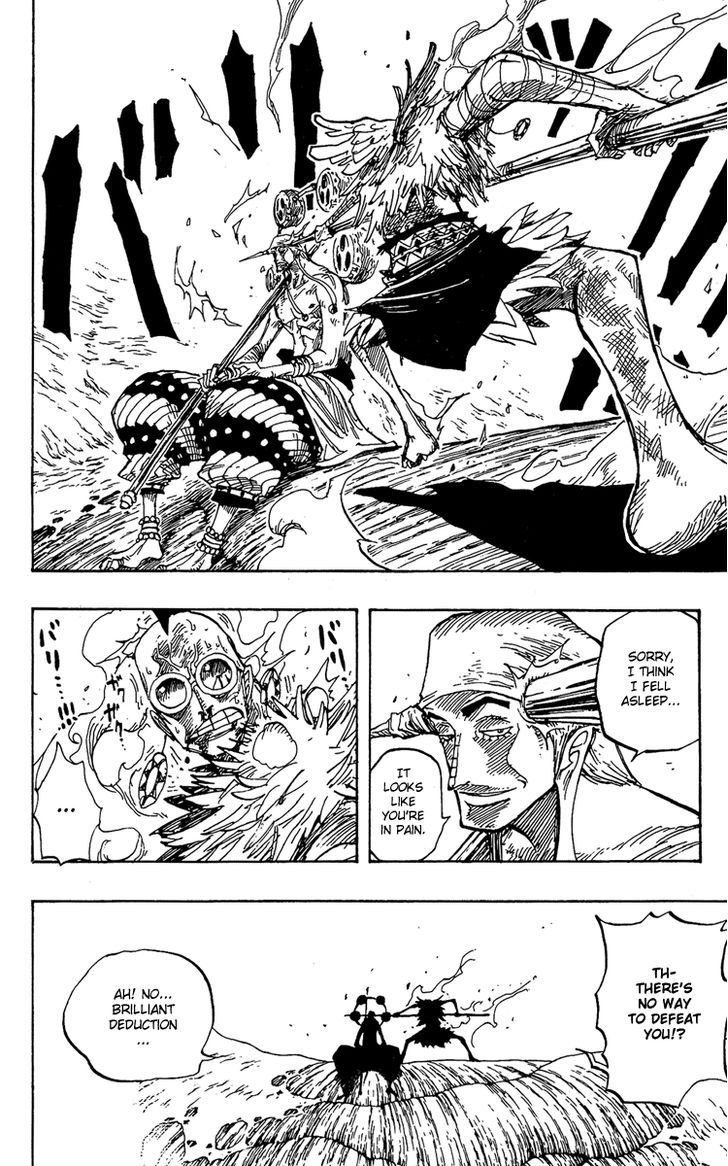 SORRY,
I THINK
I FELL
ASLEEP...
IT
LOOKS
LIKE
YOU'RE
IN PAIN.
...
TH-
THERE'S
NO WAY
TO DEFEAT
YOU!?
AH! NO...
BRILLIANT
DEDUCTION
...